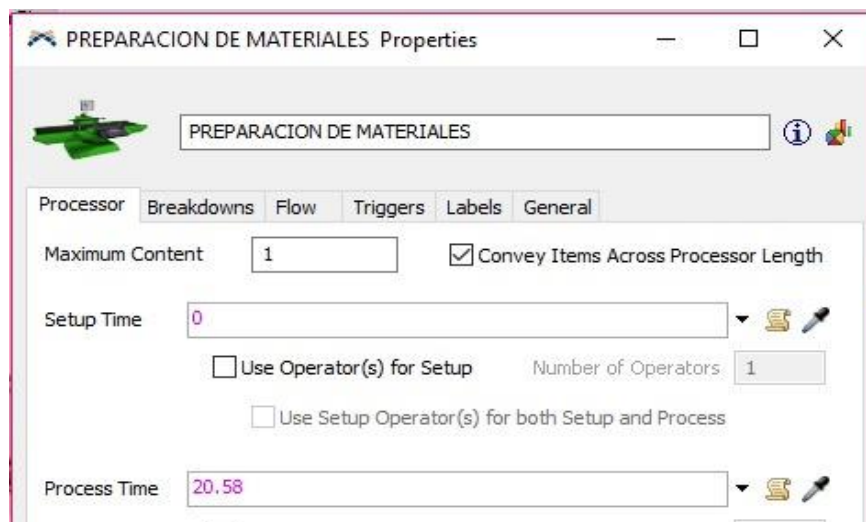 PREPARACION DE MATERIALES Properties
PREPARACION DE MATERIALES
Processor Breakdowns Flow Triggers Labels General
Maximum Content 1 Convey Items Across Processor Length
Setup Time 0
Use Operator(s) for Setup Number of Operators 1
Use Setup Operator(s) for both Setup and Process
Process Time 20.58